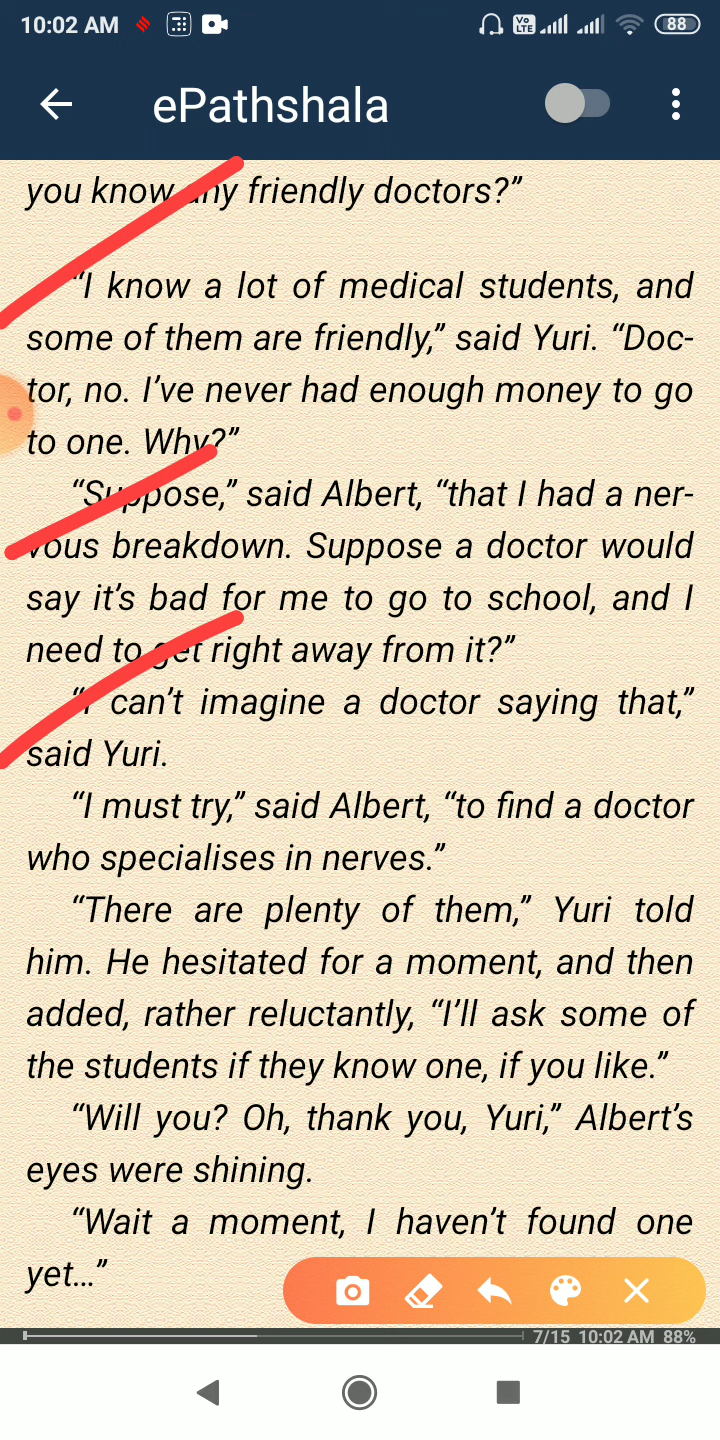 10:02 AM VoLTE 88
ePathshala
you know any friendly doctors?”
“I know a lot of medical students, and
some of them are friendly,” said Yuri. “Doc-
tor, no. I’ve never had enough money to go
to one. Why?”
“Suppose,” said Albert, “that I had a ner-
vous breakdown. Suppose a doctor would
say it’s bad for me to go to school, and I
need to get right away from it?”
“I can’t imagine a doctor saying that,”
said Yuri.
“I must try,” said Albert, “to find a doctor
who specialises in nerves.”
“There are plenty of them,” Yuri told
him. He hesitated for a moment, and then
added, rather reluctantly, “I’ll ask some of
the students if they know one, if you like.”
“Will you? Oh, thank you, Yuri,” Albert’s
eyes were shining.
“Wait a moment, I haven’t found one
yet...”
7/15 10:02 AM 88%